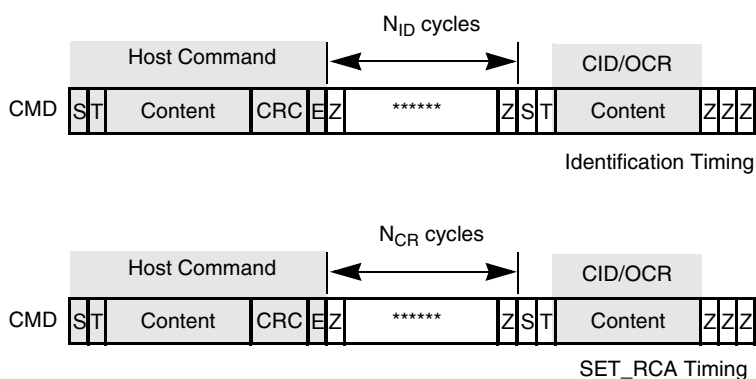 N_ID cycles
Host Command CID/OCR
CMD S T Content CRC E Z ****** Z S T Content Z Z Z
Identification Timing
N_CR cycles
Host Command CID/OCR
CMD S T Content CRC E Z ****** Z S T Content Z Z Z
SET_RCA Timing